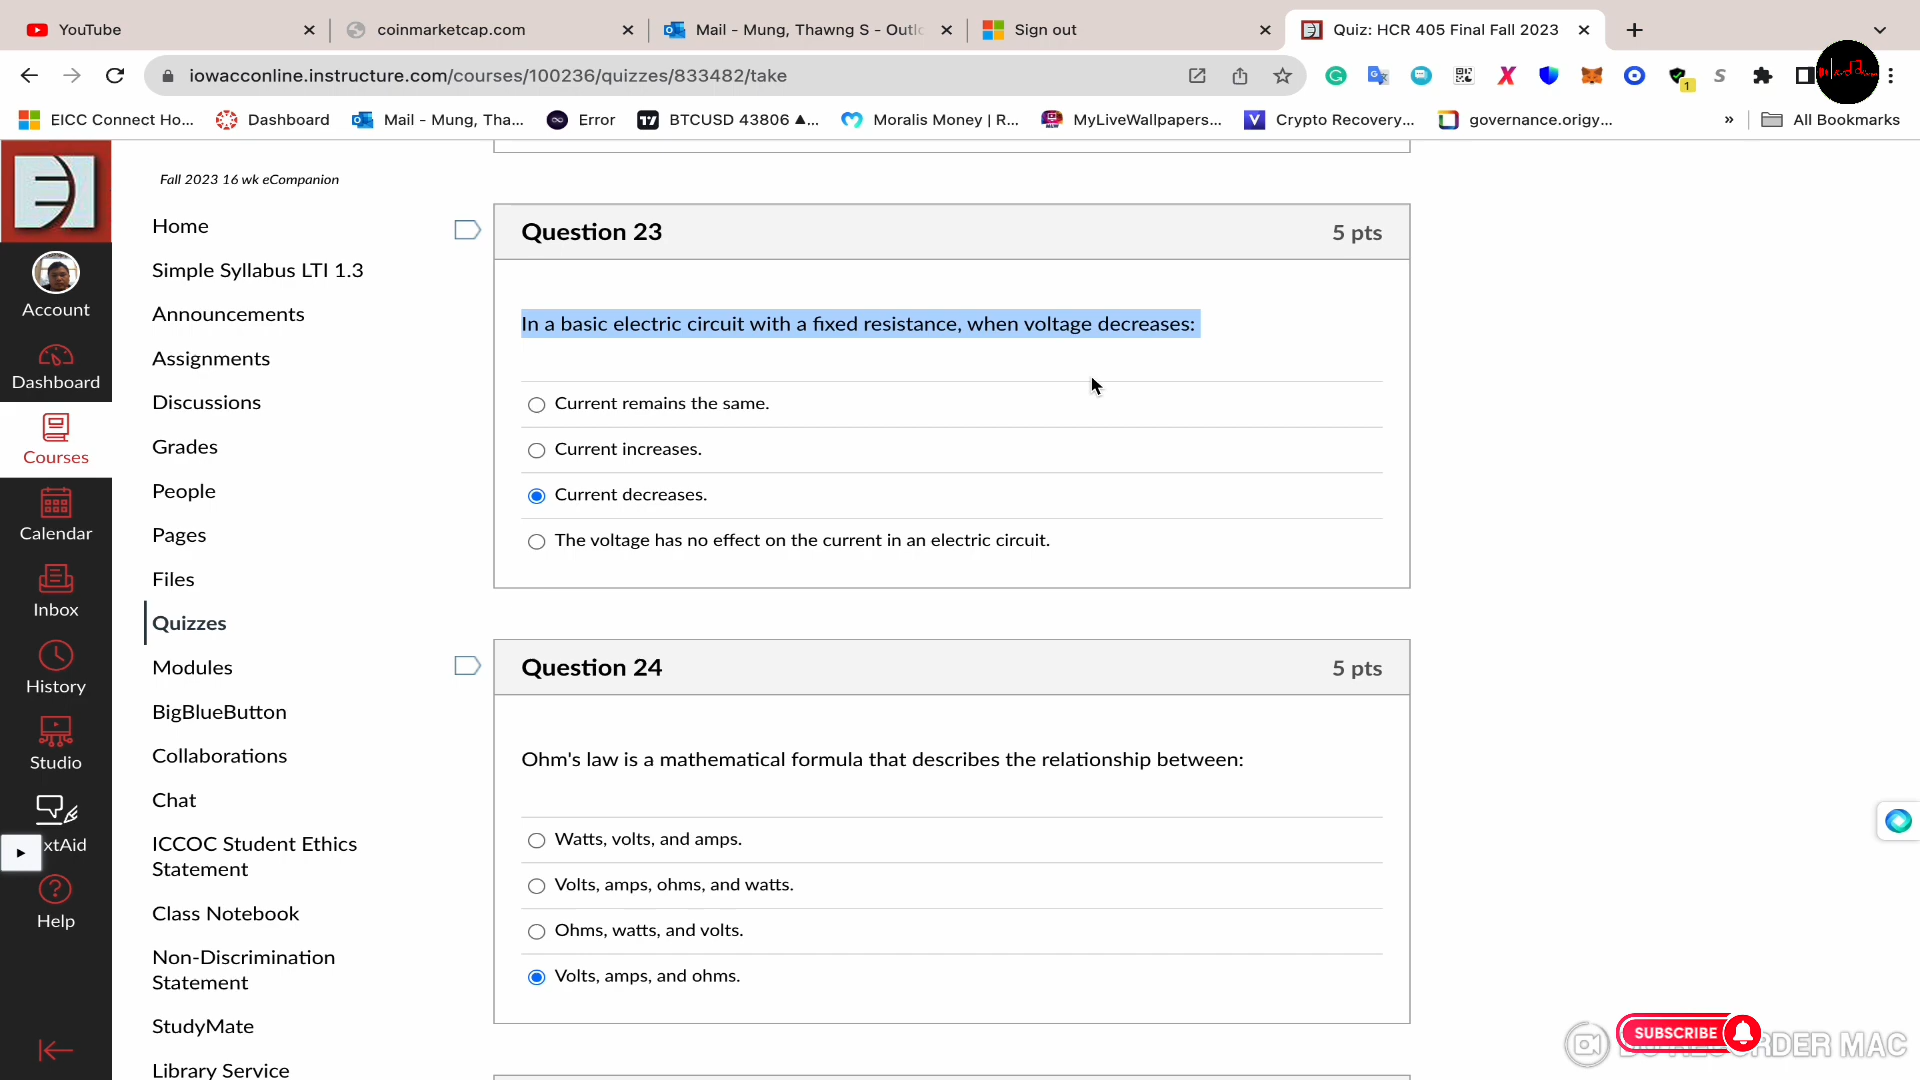 YouTube
coinmarketcap.com
Mail - Mung, Thawng S - Outlo
Sign out
Quiz: HCR 405 Final Fall 2023
iowacconline.instructure.com/courses/100236/quizzes/833482/take
1
EICC Connect Ho...
Dashboard
Mail - Mung, Tha...
Error
BTCUSD 43806 ▲...
Moralis Money | R...
MyLiveWallpapers...
Crypto Recovery...
governance.origy...
»
All Bookmarks
Account
Dashboard
Courses
Calendar
Inbox
History
Studio
xtAid
Help
Fall 2023 16 wk eCompanion
Home
Simple Syllabus LTI 1.3
Announcements
Assignments
Discussions
Grades
People
Pages
Files
Quizzes
Modules
BigBlueButton
Collaborations
Chat
ICCOC Student Ethics
Statement
Class Notebook
Non-Discrimination
Statement
StudyMate
Library Service
Question 23
5 pts
In a basic electric circuit with a fixed resistance, when voltage decreases:
Current remains the same.
Current increases.
Current decreases.
The voltage has no effect on the current in an electric circuit.
Question 24
5 pts
Ohm's law is a mathematical formula that describes the relationship between:
Watts, volts, and amps.
Volts, amps, ohms, and watts.
Ohms, watts, and volts.
Volts, amps, and ohms.
SUBSCRIBE
RDER MAC